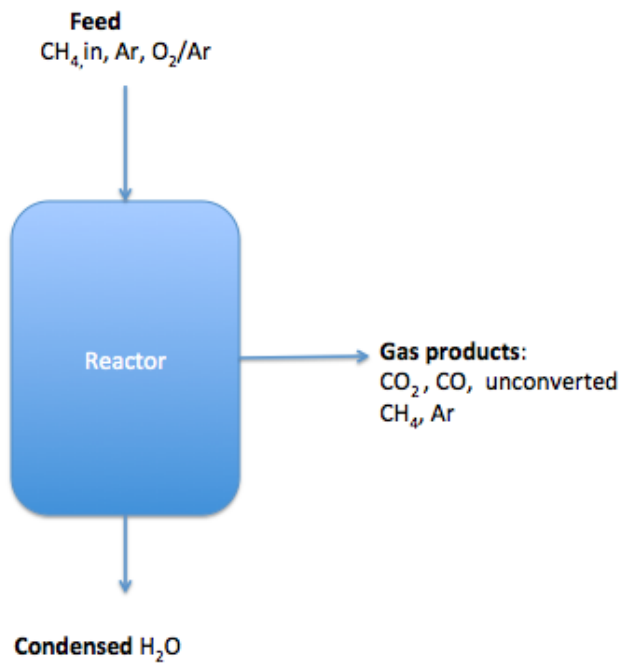 Feed
CH₄,in, Ar, O₂/Ar
Reactor
Gas products:
CO₂, CO, unconverted
CH₄, Ar
Condensed H₂O